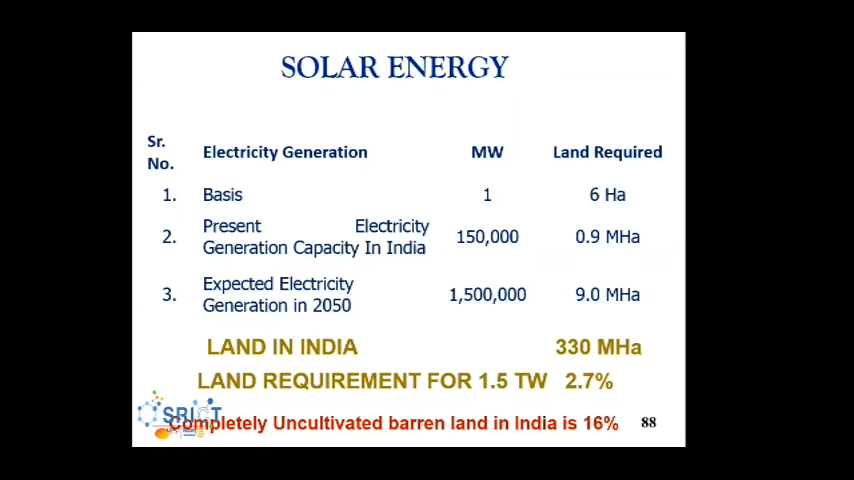 SOLAR ENERGY
Sr. No. Electricity Generation MW Land Required
1. Basis 1 6 Ha
2. Present Electricity Generation Capacity In India 150,000 0.9 MHa
3. Expected Electricity Generation in 2050 1,500,000 9.0 MHa
LAND IN INDIA 330 MHa
LAND REQUIREMENT FOR 1.5 TW 2.7%
SRICT
Completely Uncultivated barren land in India is 16% 88